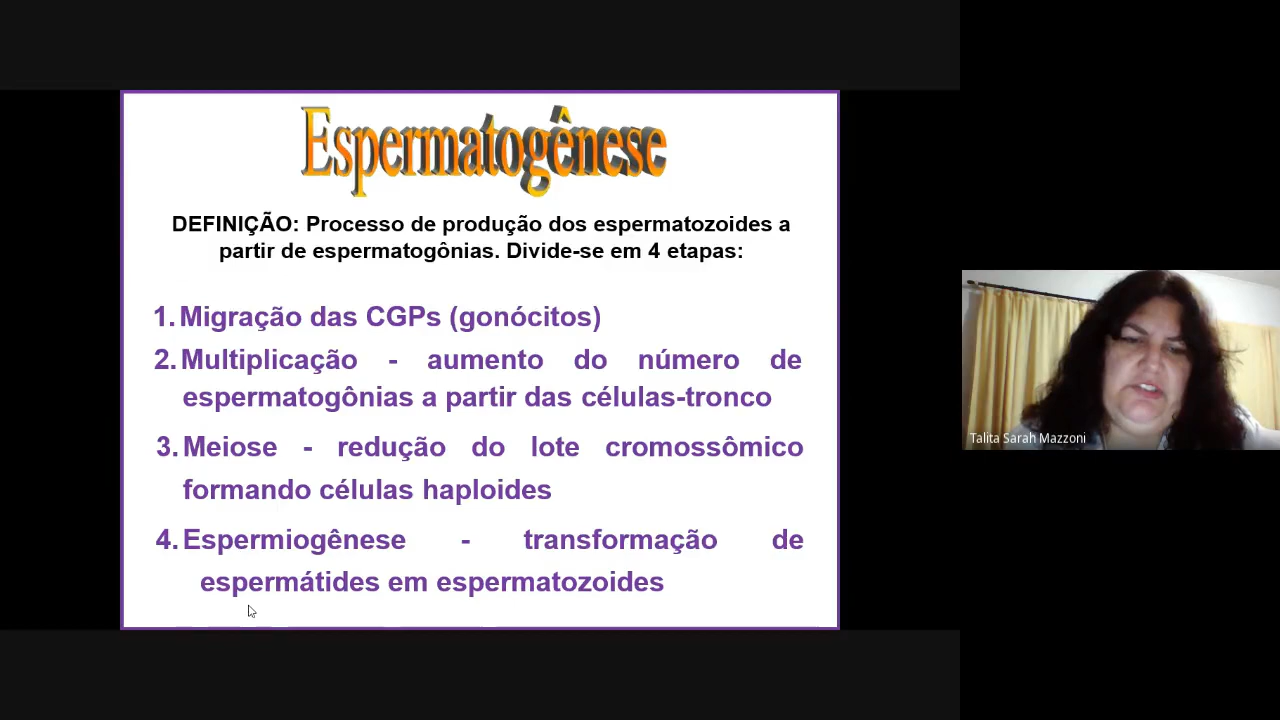 Espermatogênese
DEFINIÇÃO: Processo de produção dos espermatozoides a
partir de espermatogônias. Divide-se em 4 etapas:
1. Migração das CGPs (gonócitos)
2. Multiplicação - aumento do número de
espermatogônias a partir das células-tronco
3. Meiose - redução do lote cromossômico
formando células haploides
4. Espermiogênese - transformação de
espermátides em espermatozoides
Talita Sarah Mazzoni